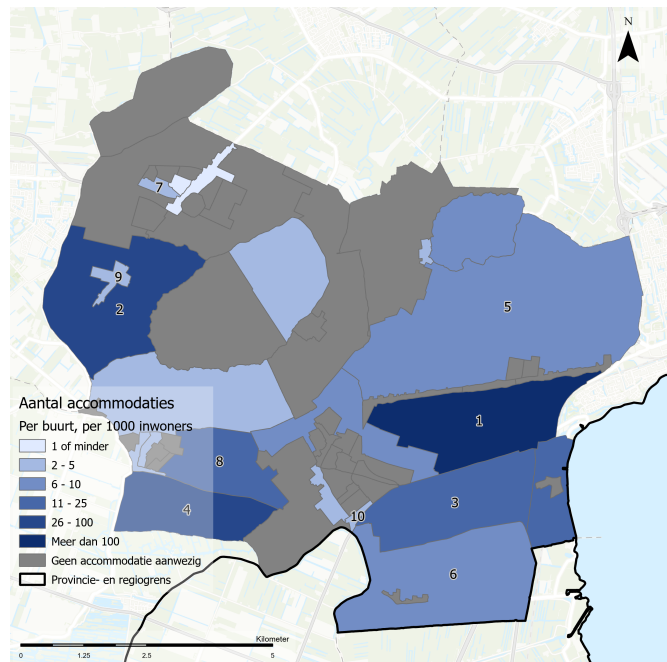 N
7
9
2
5
1
8
4
3
10
6
Aantal accommodaties
Per buurt, per 1000 inwoners
1 of minder
2 - 5
6 - 10
11 - 25
26 - 100
Meer dan 100
Geen accommodatie aanwezig
Provincie- en regiogrens
Kilometer
0 1.25 2.5 5